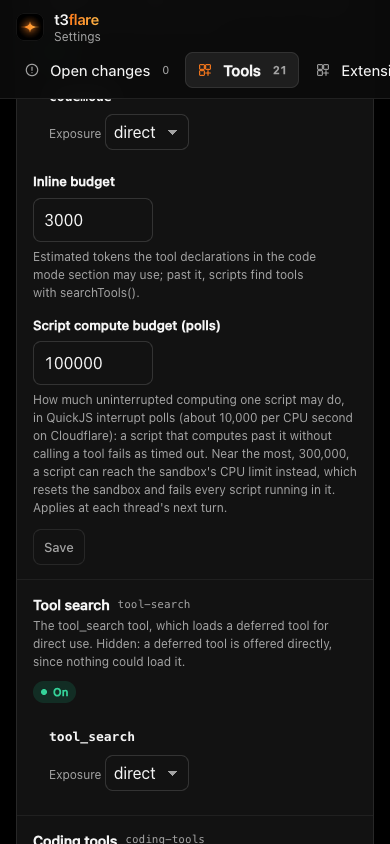 t3flare
Settings
Open changes 0
Tools 21
Extensi
codemode
Exposure direct
Inline budget
3000
Estimated tokens the tool declarations in the code
mode section may use; past it, scripts find tools
with searchTools().
Script compute budget (polls)
100000
How much uninterrupted computing one script may do,
in QuickJS interrupt polls (about 10,000 per CPU second
on Cloudflare): a script that computes past it without
calling a tool fails as timed out. Near the most, 300,000,
a script can reach the sandbox's CPU limit instead, which
resets the sandbox and fails every script running in it.
Applies at each thread's next turn.
Save
Tool search tool-search
The tool_search tool, which loads a deferred tool for
direct use. Hidden: a deferred tool is offered directly,
since nothing could load it.
On
tool_search
Exposure direct
Coding tools coding-tools